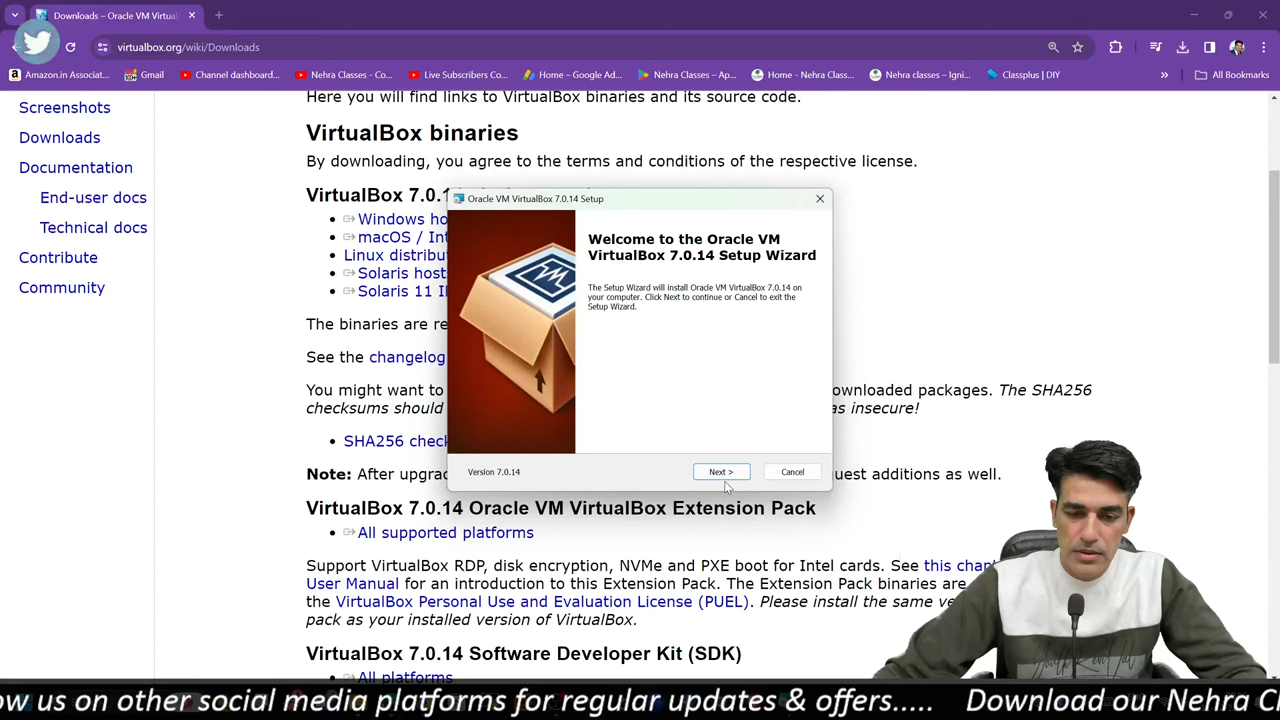 Downloads – Oracle VM Virtual
virtualbox.org/wiki/Downloads
Amazon.in Associat...
Gmail
Channel dashboard...
Nehra Classes - Co...
Live Subscribers Co...
Home – Google Ad...
Nehra Classes – Ap...
Home - Nehra Class...
Nehra classes – Igni...
Classplus | DIY
All Bookmarks
Screenshots
Downloads
Documentation
End-user docs
Technical docs
Contribute
Community
Here you will find links to VirtualBox binaries and its source code.
VirtualBox binaries
By downloading, you agree to the terms and conditions of the respective license.
VirtualBox 7.0.1
Windows ho
macOS / Int
Linux distribut
Solaris host
Solaris 11 I
The binaries are re
See the changelog
You might want to
ownloaded packages. The SHA256
checksums should
as insecure!
SHA256 check
Note: After upgra
uest additions as well.
Oracle VM VirtualBox 7.0.14 Setup
Welcome to the Oracle VM
VirtualBox 7.0.14 Setup Wizard
The Setup Wizard will install Oracle VM VirtualBox 7.0.14 on
your computer. Click Next to continue or Cancel to exit the
Setup Wizard.
Version 7.0.14
Next >
Cancel
VirtualBox 7.0.14 Oracle VM VirtualBox Extension Pack
All supported platforms
Support VirtualBox RDP, disk encryption, NVMe and PXE boot for Intel cards. See this chap
User Manual for an introduction to this Extension Pack. The Extension Pack binaries are
the VirtualBox Personal Use and Evaluation License (PUEL). Please install the same ve
pack as your installed version of VirtualBox.
VirtualBox 7.0.14 Software Developer Kit (SDK)
All platforms
ow us on other social media platforms for regular updates & offers..... Download our Nehra C